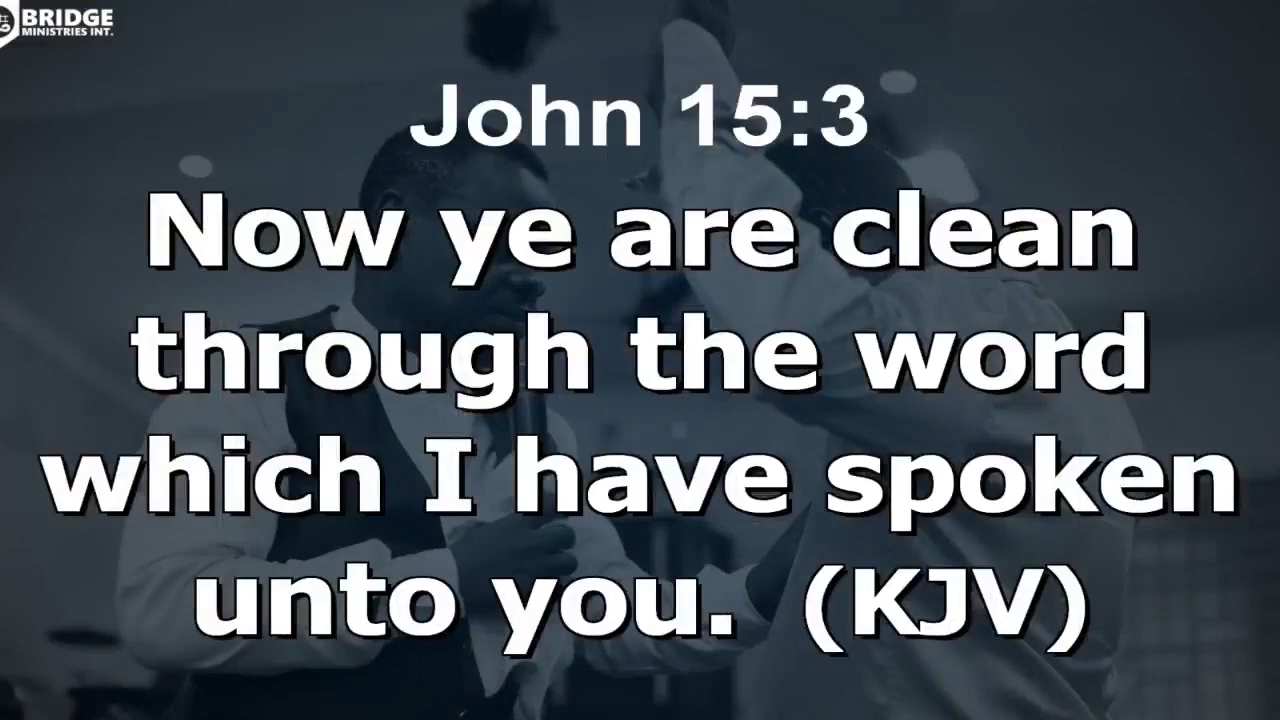 BRIDGE
MINISTRIES INT.
John 15:3
Now ye are clean
through the word
which I have spoken
unto you. (KJV)